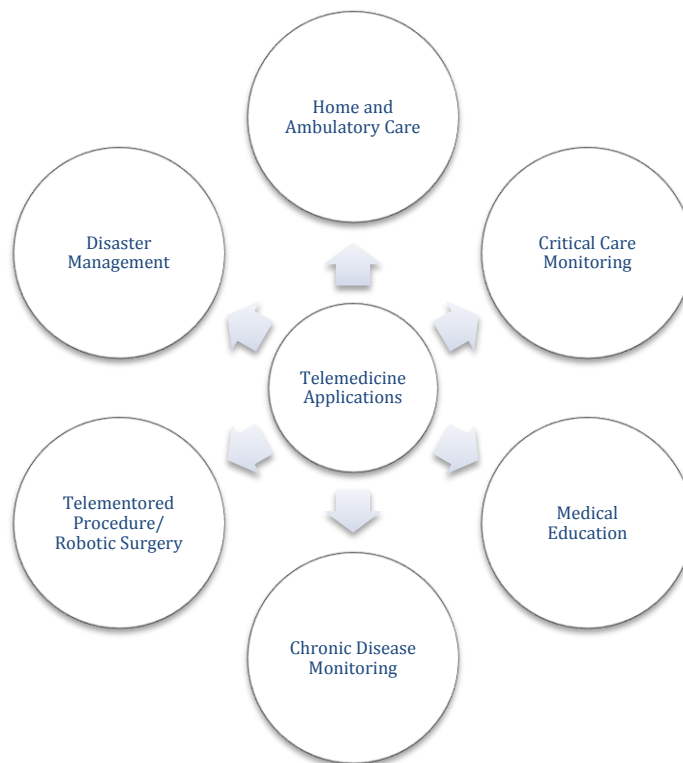 Home and
Ambulatory Care
Disaster
Management
Critical Care
Monitoring
Telemedicine
Applications
Telementored
Procedure/
Robotic Surgery
Medical
Education
Chronic Disease
Monitoring